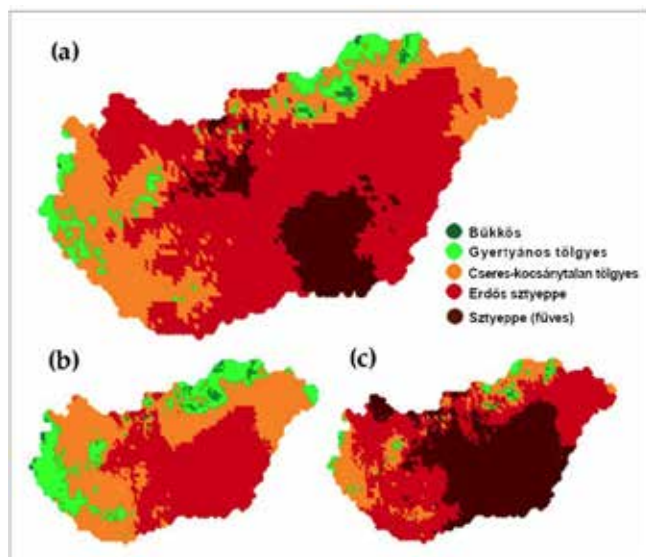 (a)
Bükkös
Gyertyános tölgyes
Cseres-kocsánytalan tölgyes
Erdős sztyeppe
Sztyeppe (füves)
(b)
(c)